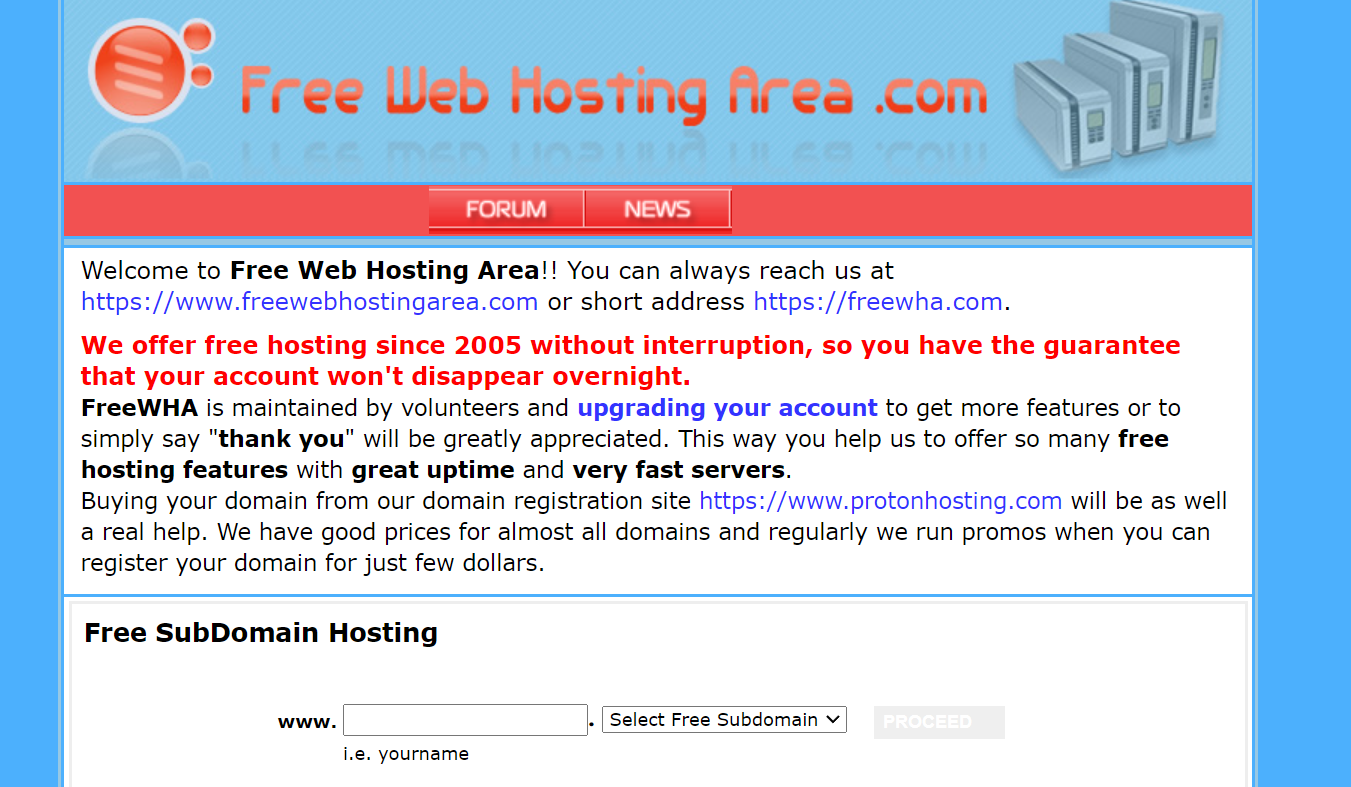 Free Web Hosting Area .com
FORUM NEWS
Welcome to Free Web Hosting Area!! You can always reach us at
https://www.freewebhostingarea.com or short address https://freewha.com.
We offer free hosting since 2005 without interruption, so you have the guarantee
that your account won't disappear overnight.
FreeWHA is maintained by volunteers and upgrading your account to get more features or to
simply say "thank you" will be greatly appreciated. This way you help us to offer so many free
hosting features with great uptime and very fast servers.
Buying your domain from our domain registration site https://www.protonhosting.com will be as well
a real help. We have good prices for almost all domains and regularly we run promos when you can
register your domain for just few dollars.
Free SubDomain Hosting
www. . Select Free Subdomain PROCEED
i.e. yourname